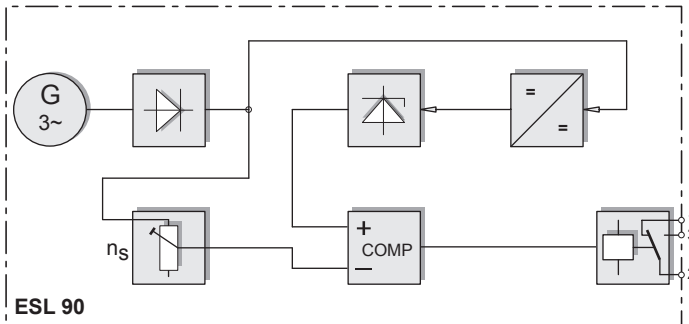 G
3~
=
=
nS
+
COMP
−
ESL 90